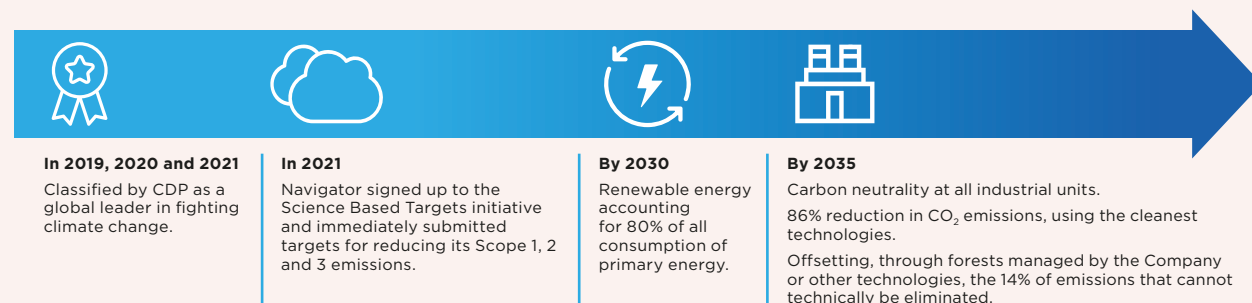 In 2019, 2020 and 2021
Classified by CDP as a
global leader in fighting
climate change.
In 2021
Navigator signed up to the
Science Based Targets initiative
and immediately submitted
targets for reducing its Scope 1, 2
and 3 emissions.
By 2030
Renewable energy
accounting
for 80% of all
consumption of
primary energy.
By 2035
Carbon neutrality at all industrial units.
86% reduction in CO₂ emissions, using the cleanest
technologies.
Offsetting, through forests managed by the Company
or other technologies, the 14% of emissions that cannot
technically be eliminated.